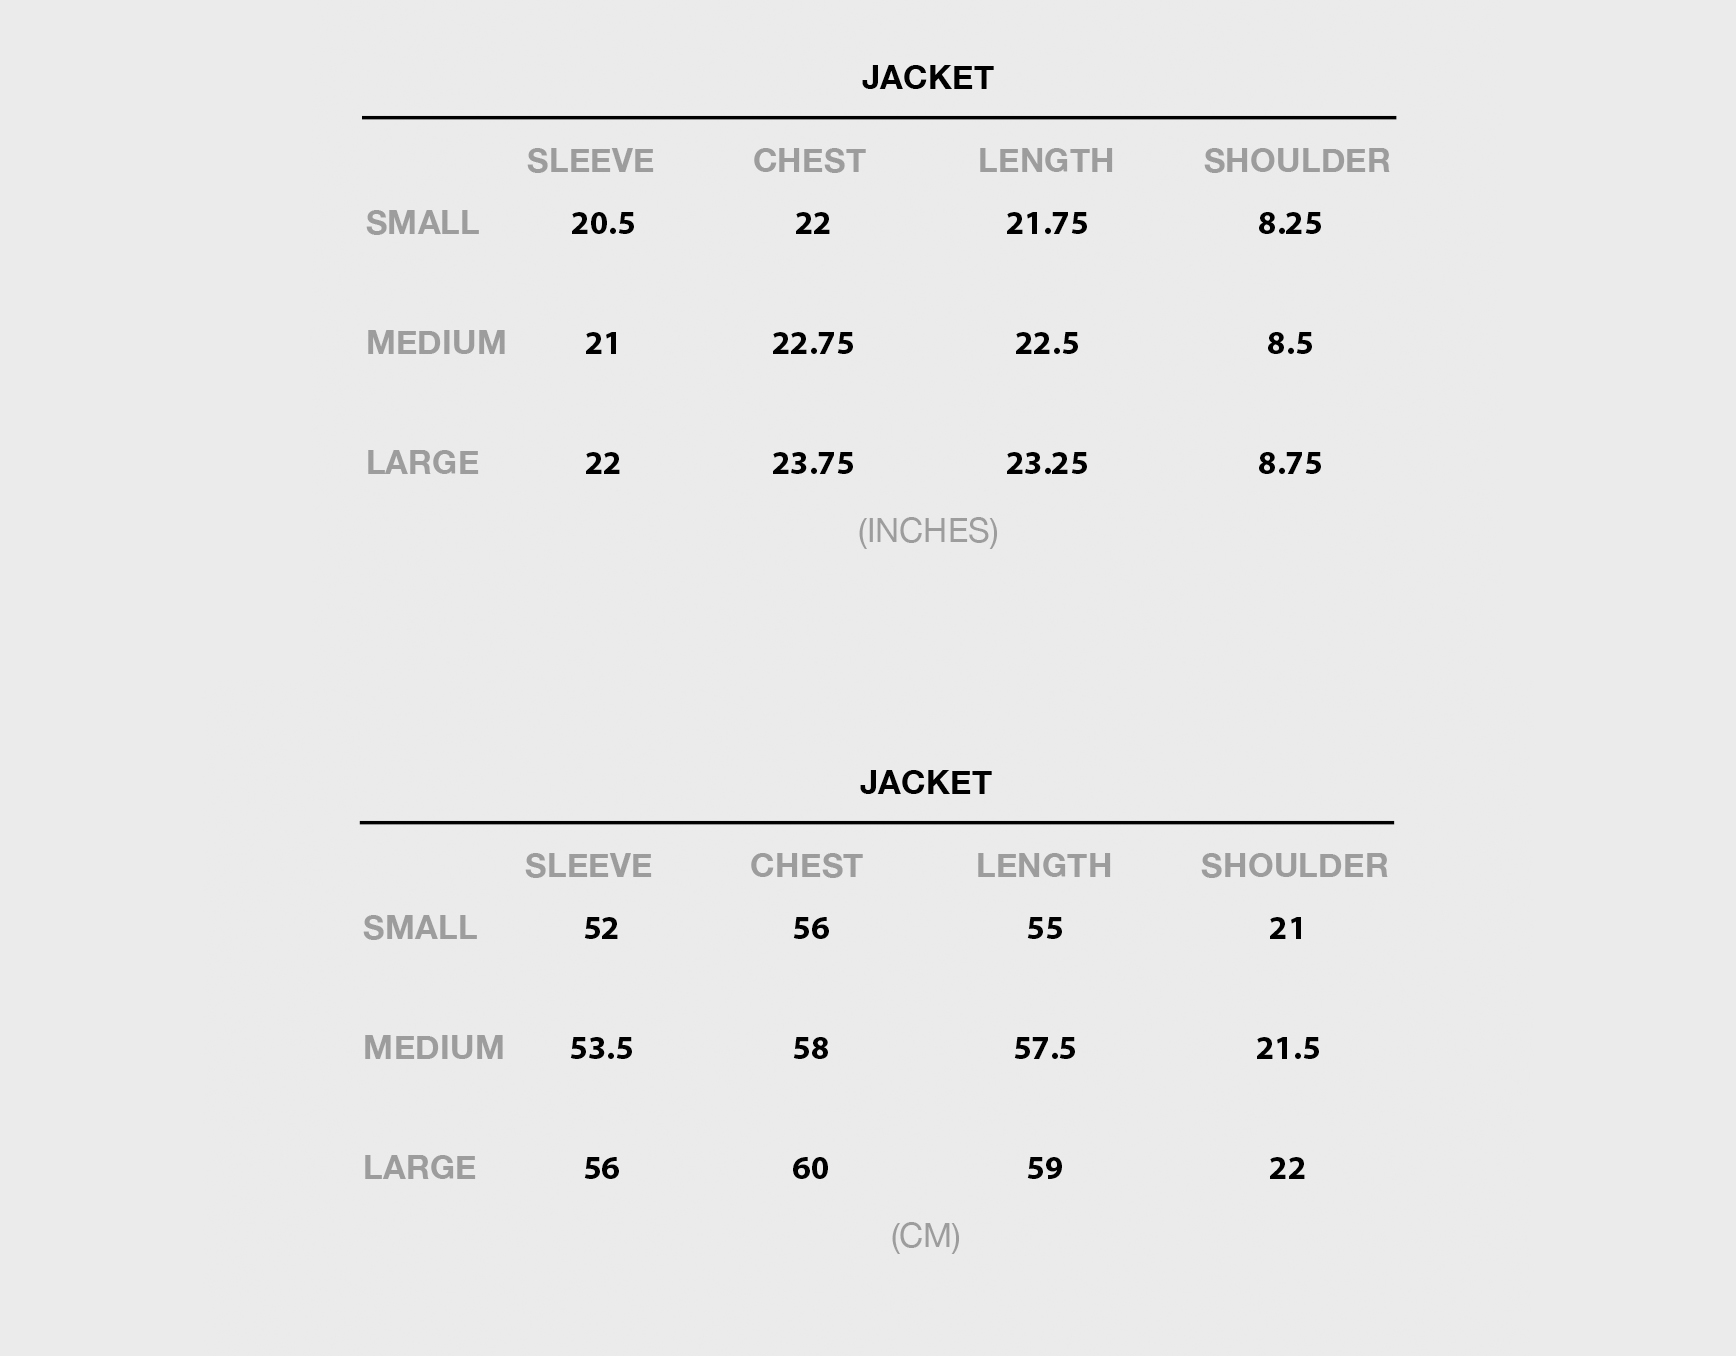 JACKET
SLEEVE CHEST LENGTH SHOULDER
SMALL 20.5 22 21.75 8.25
MEDIUM 21 22.75 22.5 8.5
LARGE 22 23.75 23.25 8.75
(INCHES)
JACKET
SLEEVE CHEST LENGTH SHOULDER
SMALL 52 56 55 21
MEDIUM 53.5 58 57.5 21.5
LARGE 56 60 59 22
(CM)